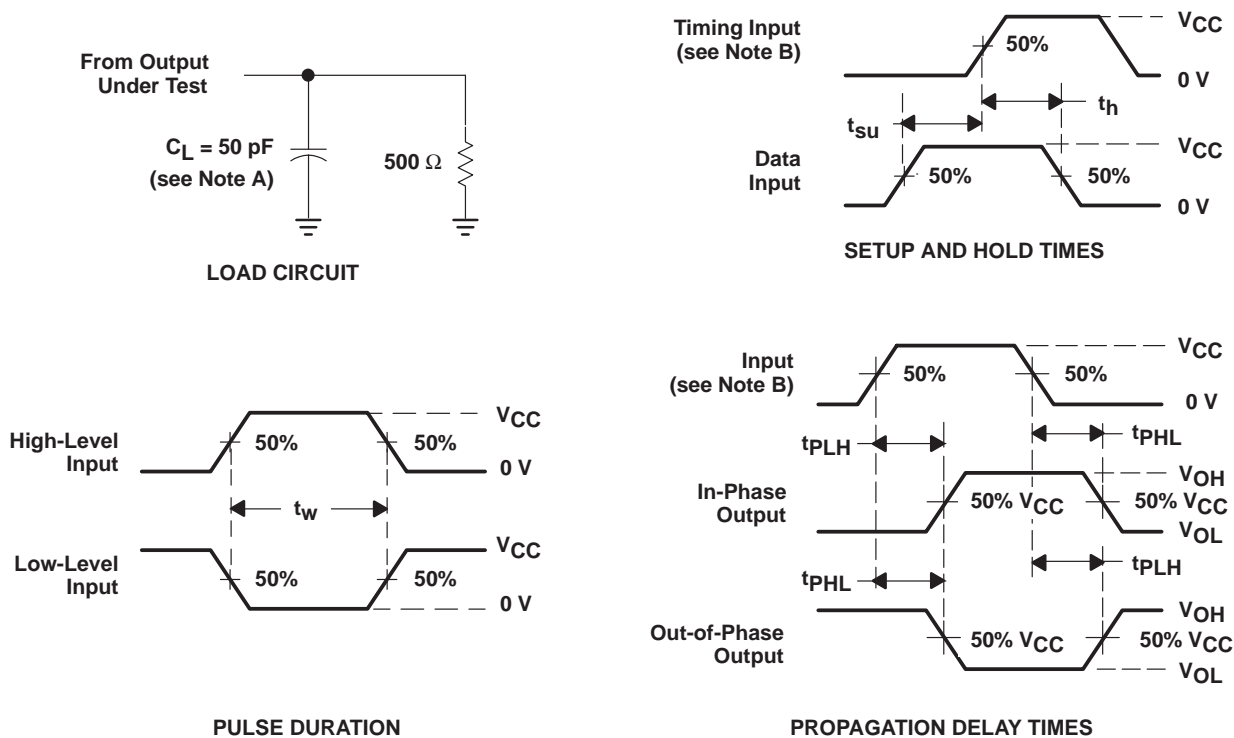 From Output
Under Test
CL = 50 pF
(see Note A)
500 Ω
LOAD CIRCUIT
Timing Input
(see Note B)
50%
VCC
0 V
th
tsu
Data
Input
50%
50%
VCC
0 V
SETUP AND HOLD TIMES
High-Level
Input
50%
50%
VCC
0 V
tw
Low-Level
Input
50%
50%
VCC
0 V
PULSE DURATION
Input
(see Note B)
50%
50%
VCC
0 V
tPLH
tPHL
In-Phase
Output
50% VCC
VOH
50% VCC
VOL
tPHL
tPLH
Out-of-Phase
Output
50% VCC
VOH
50% VCC
VOL
PROPAGATION DELAY TIMES